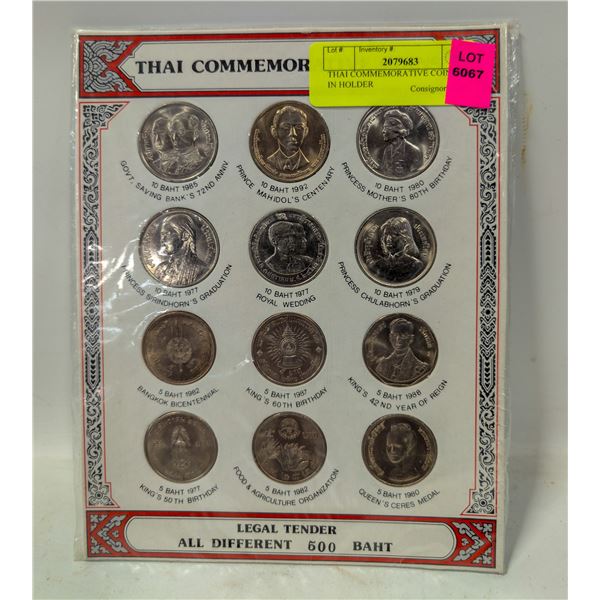 THAI COMMEMOR
Lot # Inventory #
2079683
THAI COMMEMORATIVE COIN
IN HOLDER
Consignor
LOT
6067
10 BAHT 1985
GOVT. SAVING BANK'S 72ND ANNIV.
10 BAHT 1992
PRINCE MAHIDOL'S CENTENARY
10 BAHT 1980
PRINCESS MOTHER'S 80TH BIRTHDAY
10 BAHT 1977
PRINCESS SIRINDHORN'S GRADUATION
10 BAHT 1977
ROYAL WEDDING
10 BAHT 1979
PRINCESS CHULABHORN'S GRADUATION
5 BAHT 1982
BANGKOK BICENTENNIAL
5 BAHT 1987
KING'S 60TH BIRTHDAY
5 BAHT 1988
KING'S 42ND YEAR OF REIGN
5 BAHT 1977
KING'S 50TH BIRTHDAY
5 BAHT 1982
FOOD & AGRICULTURE ORGANIZATION
5 BAHT 1980
QUEEN'S CERES MEDAL
LEGAL TENDER
ALL DIFFERENT 500 BAHT